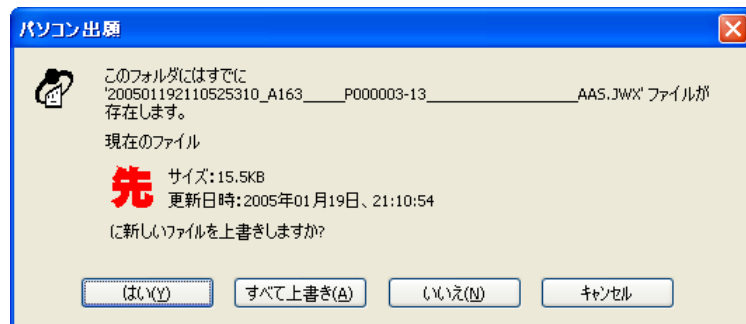 パソコン出願
このフォルダにはすでに
'200501192110525310_A163_____P000003-13__________________AAS.JWX' ファイルが
存在します。
現在のファイル
先
サイズ:15.5KB
更新日時:2005年01月19日、21:10:54
に新しいファイルを上書きしますか?
はい(Y) すべて上書き(A) いいえ(N) キャンセル